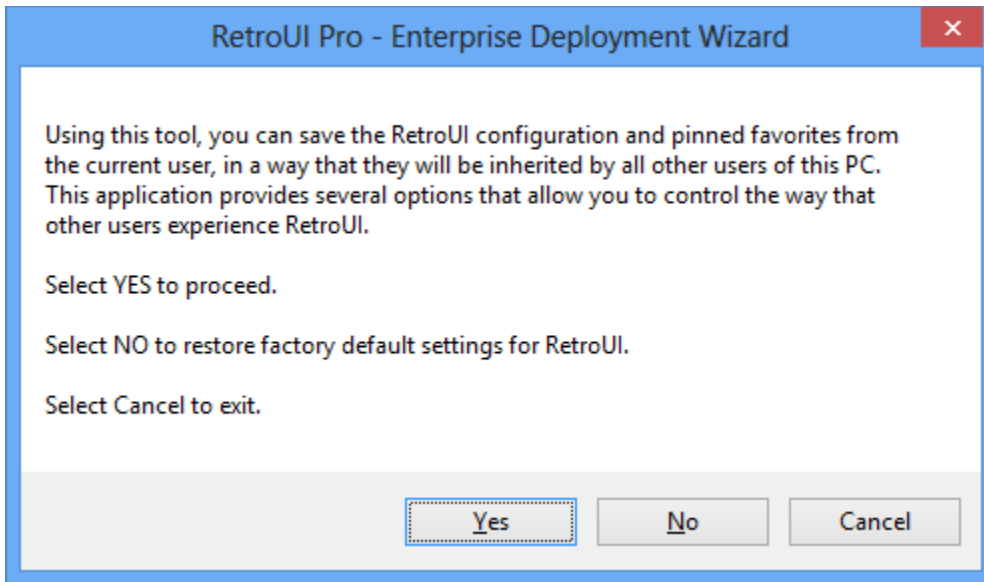 RetroUI Pro - Enterprise Deployment Wizard
Using this tool, you can save the RetroUI configuration and pinned favorites from
the current user, in a way that they will be inherited by all other users of this PC.
This application provides several options that allow you to control the way that
other users experience RetroUI.
Select YES to proceed.
Select NO to restore factory default settings for RetroUI.
Select Cancel to exit.
Yes
No
Cancel